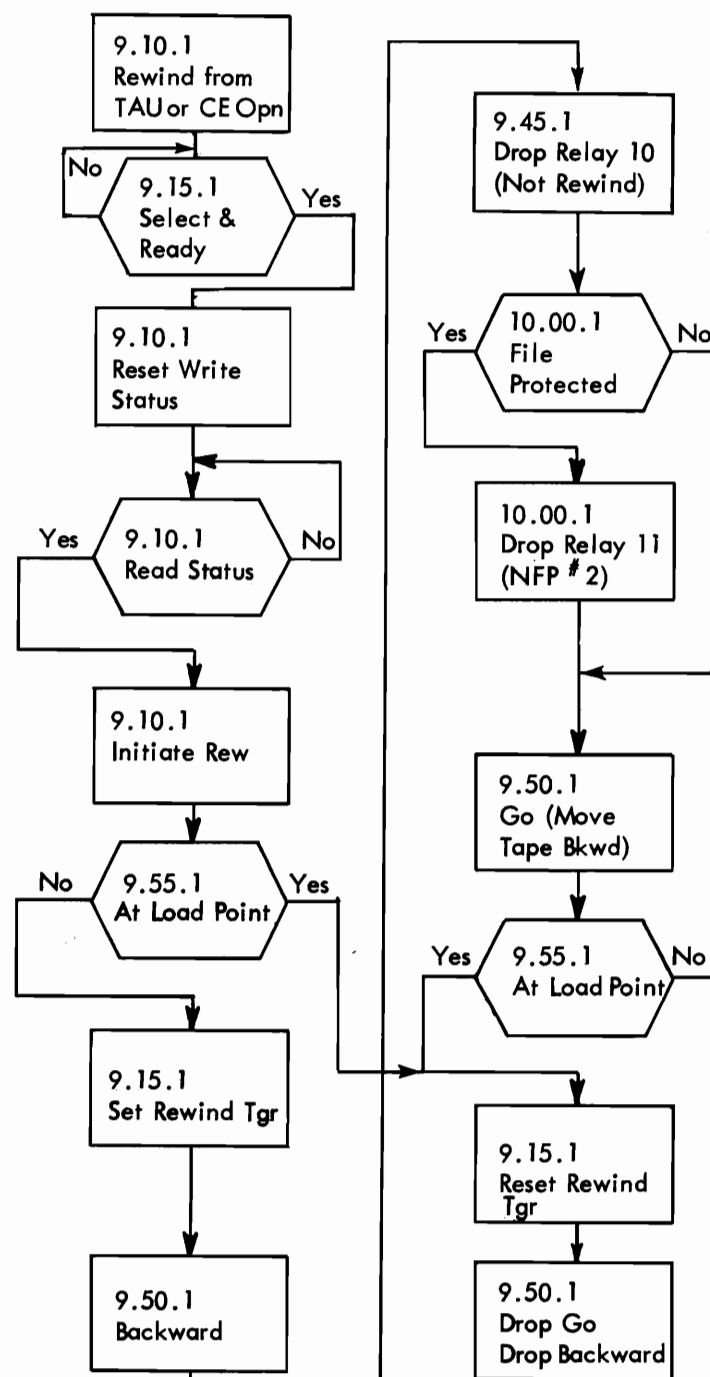 9.10.1
Rewind from
TAU or CE Opn
No
9.15.1
Select &
Ready
Yes
9.10.1
Reset Write
Status
Yes
9.10.1
Read Status
No
9.10.1
Initiate Rew
No
9.55.1
At Load Point
Yes
9.15.1
Set Rewind Tgr
9.50.1
Backward
9.45.1
Drop Relay 10
(Not Rewind)
Yes
10.00.1
File
Protected
No
10.00.1
Drop Relay 11
(NFP # 2)
9.50.1
Go (Move
Tape Bkwd)
Yes
9.55.1
At Load Point
No
9.15.1
Reset Rewind
Tgr
9.50.1
Drop Go
Drop Backward